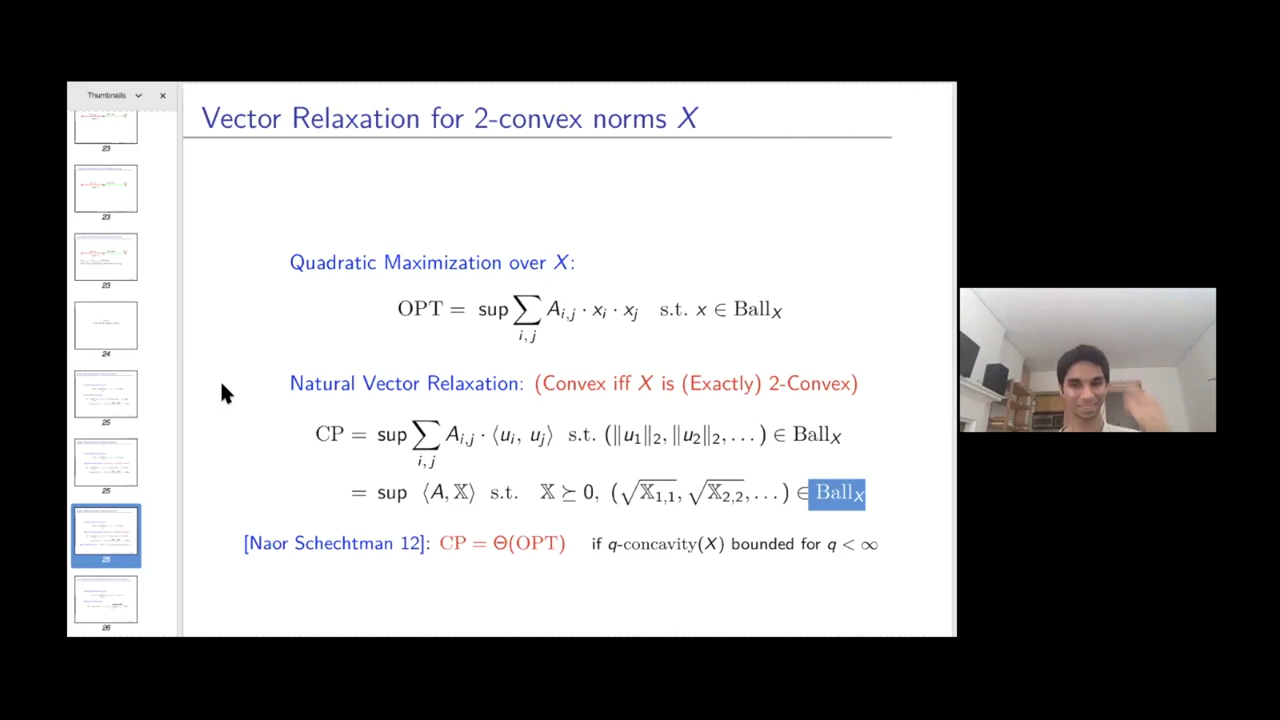 Thumbnails
Vector Relaxation for 2-convex norms X
23
23
23
24
25
25
25
26
Quadratic Maximization over X:
OPT = sup ∑_{i,j} A_{i,j} · x_i · x_j s.t. x ∈ Ball_X
Natural Vector Relaxation: (Convex iff X is (Exactly) 2-Convex)
CP = sup ∑_{i,j} A_{i,j} · ⟨u_i, u_j⟩ s.t. (‖u_1‖_2, ‖u_2‖_2, ...) ∈ Ball_X
= sup ⟨A, 𝕏⟩ s.t. 𝕏 ⪰ 0, (√𝕏_{1,1}, √𝕏_{2,2}, ...) ∈ Ball_X
[Naor Schechtman 12]: CP = Θ(OPT) if q-concavity(X) bounded for q < ∞